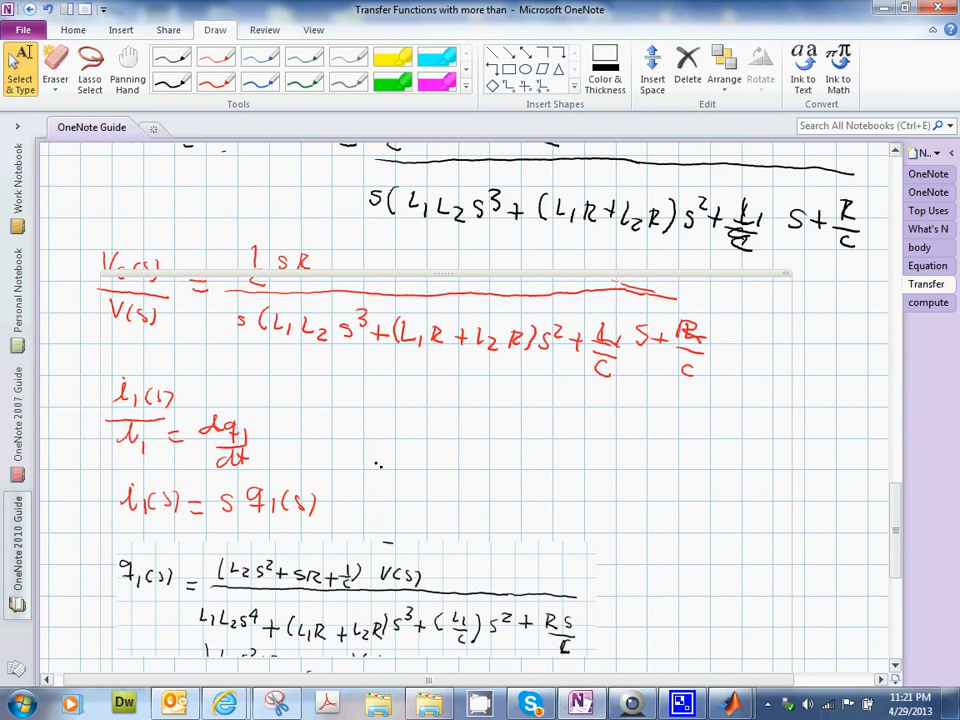 Transfer Functions with more than - Microsoft OneNote
File Home Insert Share Draw Review View
Select & Type
Eraser
Lasso Select
Panning Hand
Color & Thickness
Insert Space
Delete
Arrange
Rotate
Ink to Text
Ink to Math
Tools
Insert Shapes
Edit
Convert
OneNote Guide
Search All Notebooks (Ctrl+E)
N..
OneNote
OneNote
Top Uses
What's N
body
Equation
Transfer
compute
Work Notebook
Personal Notebook
OneNote 2007 Guide
OneNote 2010 Guide
s(L1L2s^3 + (L1R+L2R)s^2 + L1/C s + R/C
V(s) = 1/C sR
s(L1L2 s^3 + (L1R + L2R)s^2 + L1/C s + R/C
i1(s)
i1 = dq1/dt
i1(s) = s q1(s)
q1(s) = (L2s^2 + sR + 1/C) V(s)
L1L2s^4 + (L1R + L2R)s^3 + (L1/C)s^2 + Rs/C
11:21 PM
4/29/2013